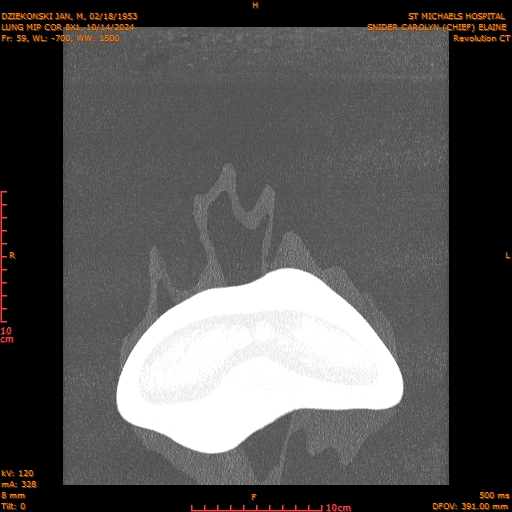 H
DZIEKONSKI JAN, M, 02/18/1953
ST MICHAELS HOSPITAL
LUNG MIP COR 8X1, 10/14/2024
SNIDER CAROLYN (CHIEF) ELAINE
Fr: 59, WL: -700, WW: 1500
Revolution CT
R
L
10
cm
kV: 120
mA: 328
8 mm
Tilt: 0
F
10cm
500 ms
DFOV: 391.00 mm